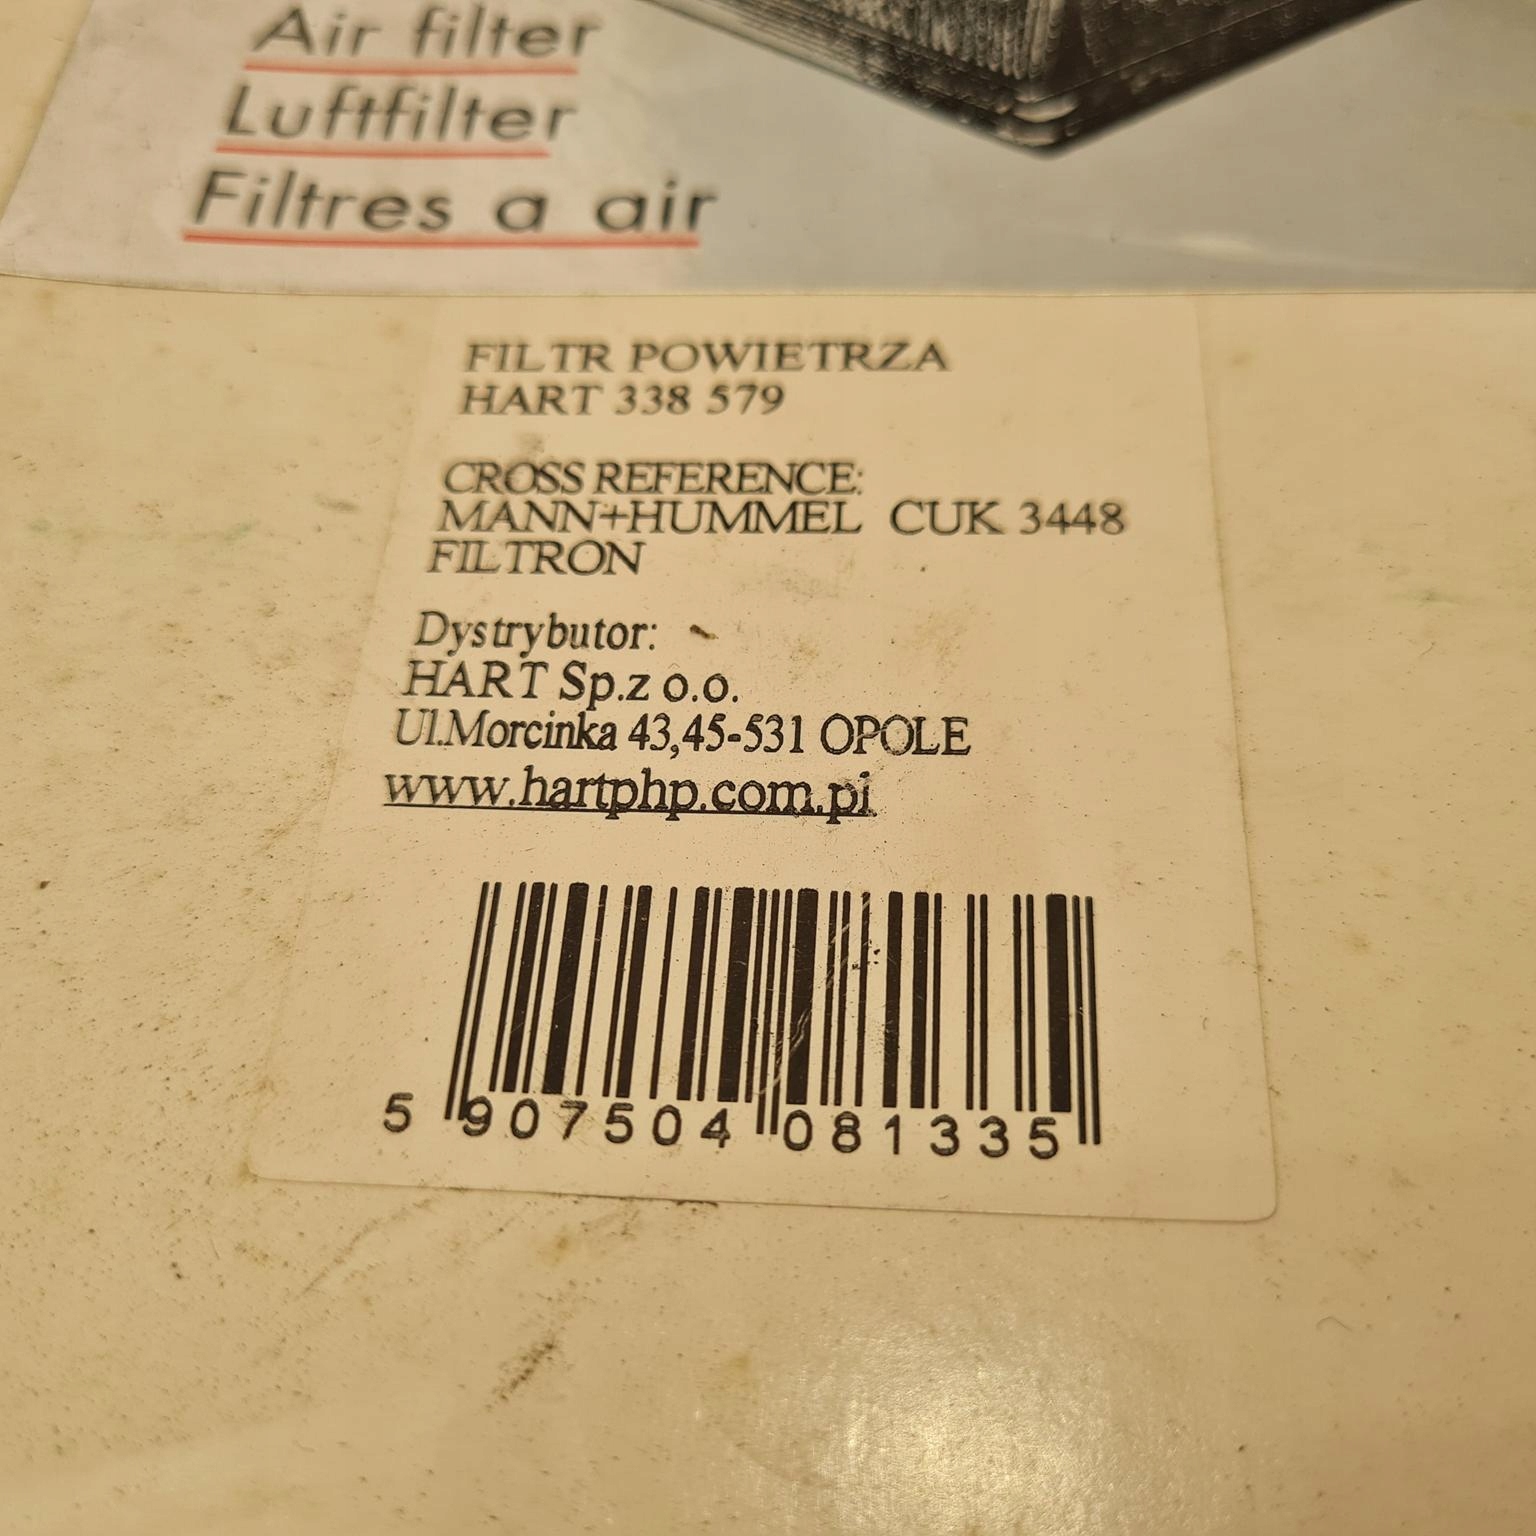 Air filter
Luftfilter
Filtres a air
FILTR POWIETRZA
HART 338 579
CROSS REFERENCE:
MANN+HUMMEL CUK 3448
FILTRON
Dystrybutor:
HART Sp.z o.o.
Ul.Morcinka 43,45-531 OPOLE
www.hartphp.com.pi
5 907504 081335